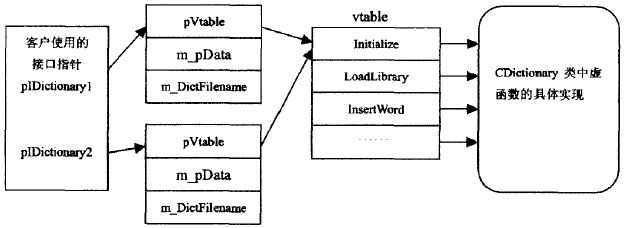 客户使用的
接口指针
pIDictionary1
pIDictionary2
pVtable
m_pData
m_DictFilename
pVtable
m_pData
m_DictFilename
vtable
Initialize
LoadLibrary
InsertWord
······
CDictionary 类中虚
函数的具体实现